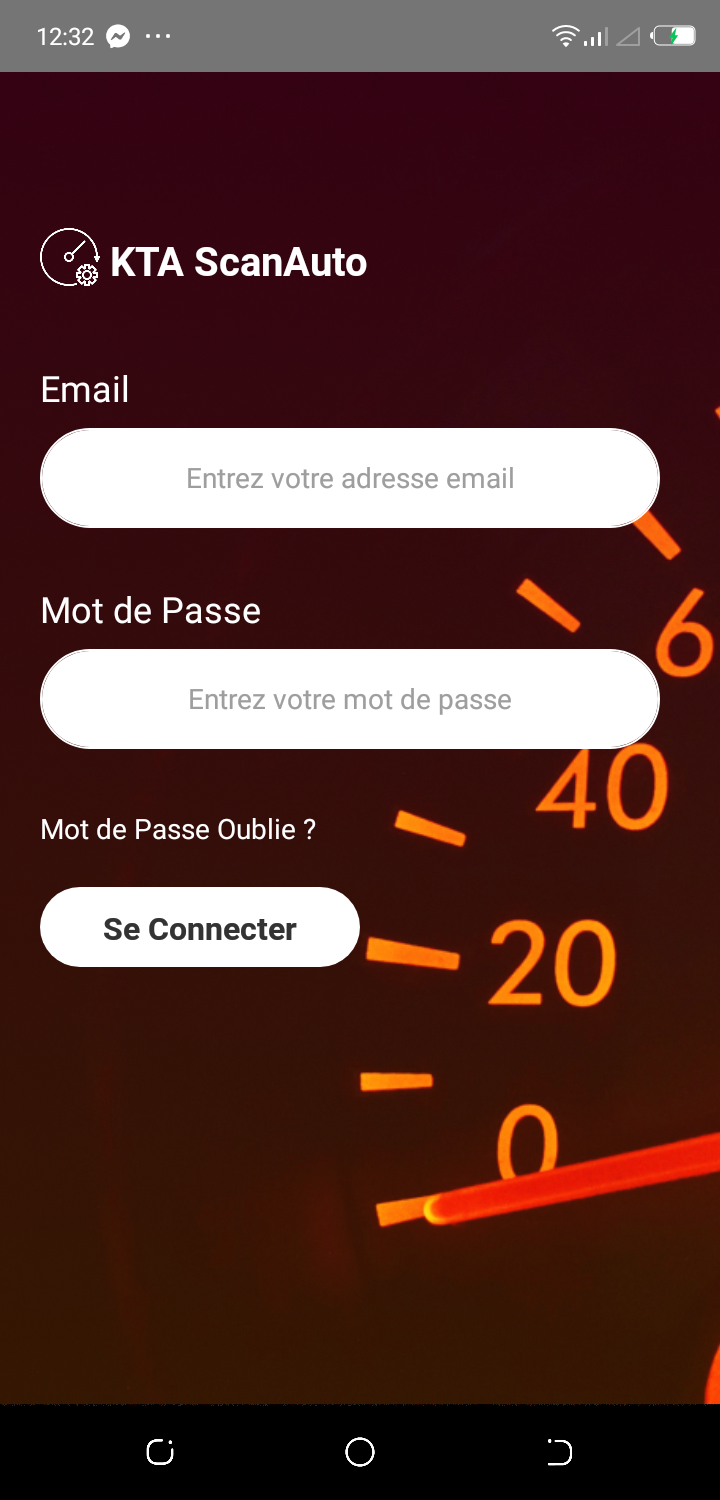 12:32
KTA ScanAuto
Email
Entrez votre adresse email
Mot de Passe
Entrez votre mot de passe
Mot de Passe Oublie ?
Se Connecter
6
40
20
0